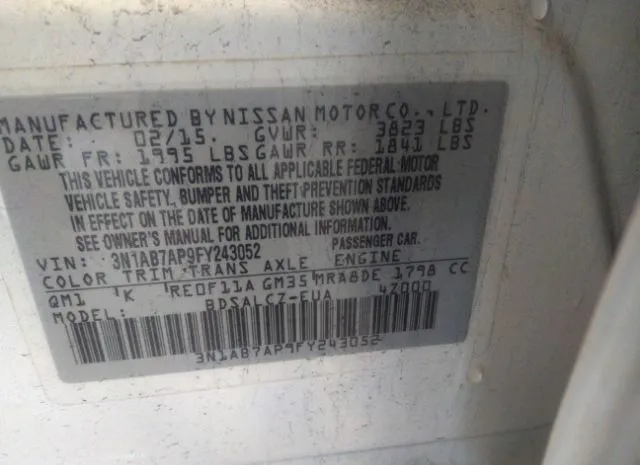 MANUFACTURED BY NISSAN MOTOR CO., LTD.
DATE: 02/15. GVWR: 3823 LBS
GAWR FR: 1995 LBS GAWR RR: 1841 LBS
THIS VEHICLE CONFORMS TO ALL APPLICABLE FEDERAL MOTOR
VEHICLE SAFETY, BUMPER AND THEFT PREVENTION STANDARDS
IN EFFECT ON THE DATE OF MANUFACTURE SHOWN ABOVE.
SEE OWNER'S MANUAL FOR ADDITIONAL INFORMATION.
VIN: 3N1AB7AP9FY243052 PASSENGER CAR.
COLOR TRIM TRANS AXLE ENGINE
QM1 K RE0F11A GM35 MRA8DE 1798 CC
MODEL: BDSALCZ-EUA 4Z000
3N1AB7AP9FY243052